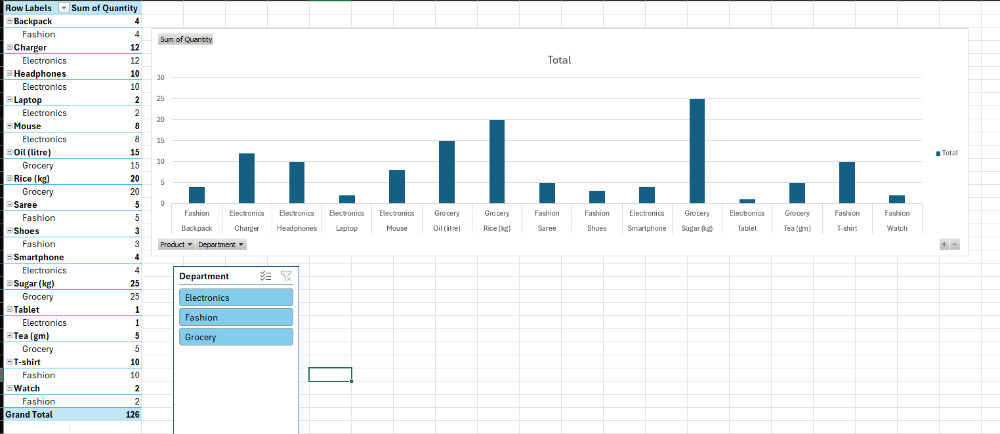 Row Labels Sum of Quantity
Backpack 4
Fashion 4
Charger 12
Electronics 12
Headphones 10
Electronics 10
Laptop 2
Electronics 2
Mouse 8
Electronics 8
Oil (litre) 15
Grocery 15
Rice (kg) 20
Grocery 20
Saree 5
Fashion 5
Shoes 3
Fashion 3
Smartphone 4
Electronics 4
Sugar (kg) 25
Grocery 25
Tablet 1
Electronics 1
Tea (gm) 5
Grocery 5
T-shirt 10
Fashion 10
Watch 2
Fashion 2
Grand Total 126
Sum of Quantity
Total
30
25
20
15
10
5
0
Fashion Electronics Electronics Electronics Electronics Grocery Grocery Fashion Fashion Electronics Grocery Electronics Grocery Fashion Fashion
Backpack Charger Headphones Laptop Mouse Oil (litre) Rice (kg) Saree Shoes Smartphone Sugar (kg) Tablet Tea (gm) T-shirt Watch
Total
Product Department
Department
Electronics
Fashion
Grocery